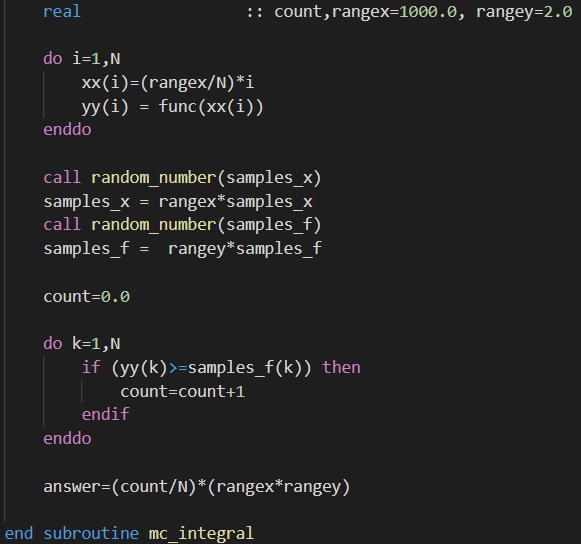 real :: count,rangex=1000.0, rangey=2.0
do i=1,N
xx(i)=(rangex/N)*i
yy(i) = func(xx(i))
enddo
call random_number(samples_x)
samples_x = rangex*samples_x
call random_number(samples_f)
samples_f =  rangey*samples_f
count=0.0
do k=1,N
if (yy(k)>=samples_f(k)) then
count=count+1
endif
enddo
answer=(count/N)*(rangex*rangey)
end subroutine mc_integral